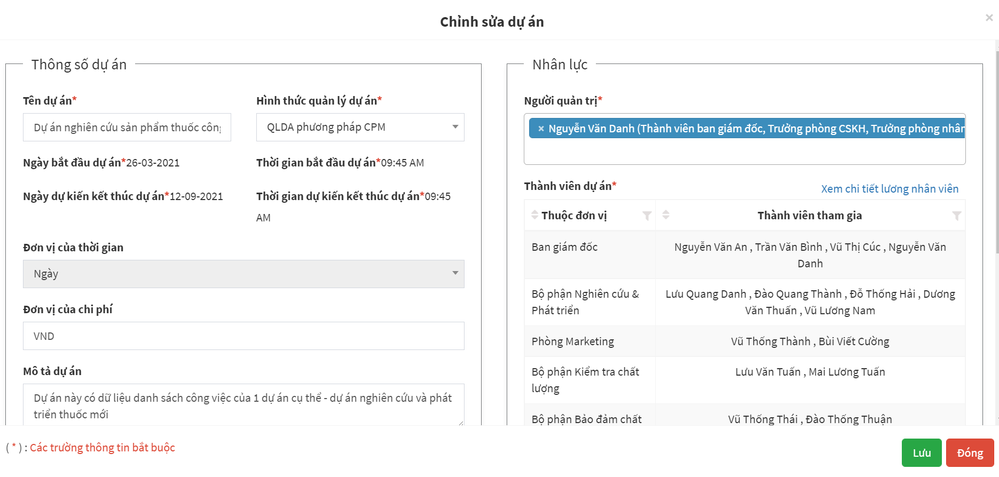 Chỉnh sửa dự án
×
Thông số dự án
Tên dự án*
Hình thức quản lý dự án*
Dự án nghiên cứu sản phẩm thuốc công
QLDA phương pháp CPM
Ngày bắt đầu dự án*26-03-2021
Thời gian bắt đầu dự án*09:45 AM
Ngày dự kiến kết thúc dự án*12-09-2021
Thời gian dự kiến kết thúc dự án*09:45
AM
Đơn vị của thời gian
Ngày
Đơn vị của chi phí
VND
Mô tả dự án
Dự án này có dữ liệu danh sách công việc của 1 dự án cụ thể - dự án nghiên cứu và phát
triển thuốc mới
Nhân lực
Người quản trị*
× Nguyễn Văn Danh (Thành viên ban giám đốc, Trưởng phòng CSKH, Trưởng phòng nhân
Thành viên dự án*
Xem chi tiết lương nhân viên
Thuộc đơn vị
Thành viên tham gia
Ban giám đốc
Nguyễn Văn An , Trần Văn Bình , Vũ Thị Cúc , Nguyễn Văn
Danh
Bộ phận Nghiên cứu &
Phát triển
Lưu Quang Danh , Đào Quang Thành , Đỗ Thống Hải , Dương
Văn Thuấn , Vũ Lương Nam
Phòng Marketing
Vũ Thống Thành , Bùi Viết Cường
Bộ phận Kiểm tra chất
lượng
Lưu Văn Tuấn , Mai Lương Tuấn
Bộ phận Bảo đảm chất
Vũ Thống Thái , Đào Thống Thuận
( * ) : Các trường thông tin bắt buộc
Lưu
Đóng